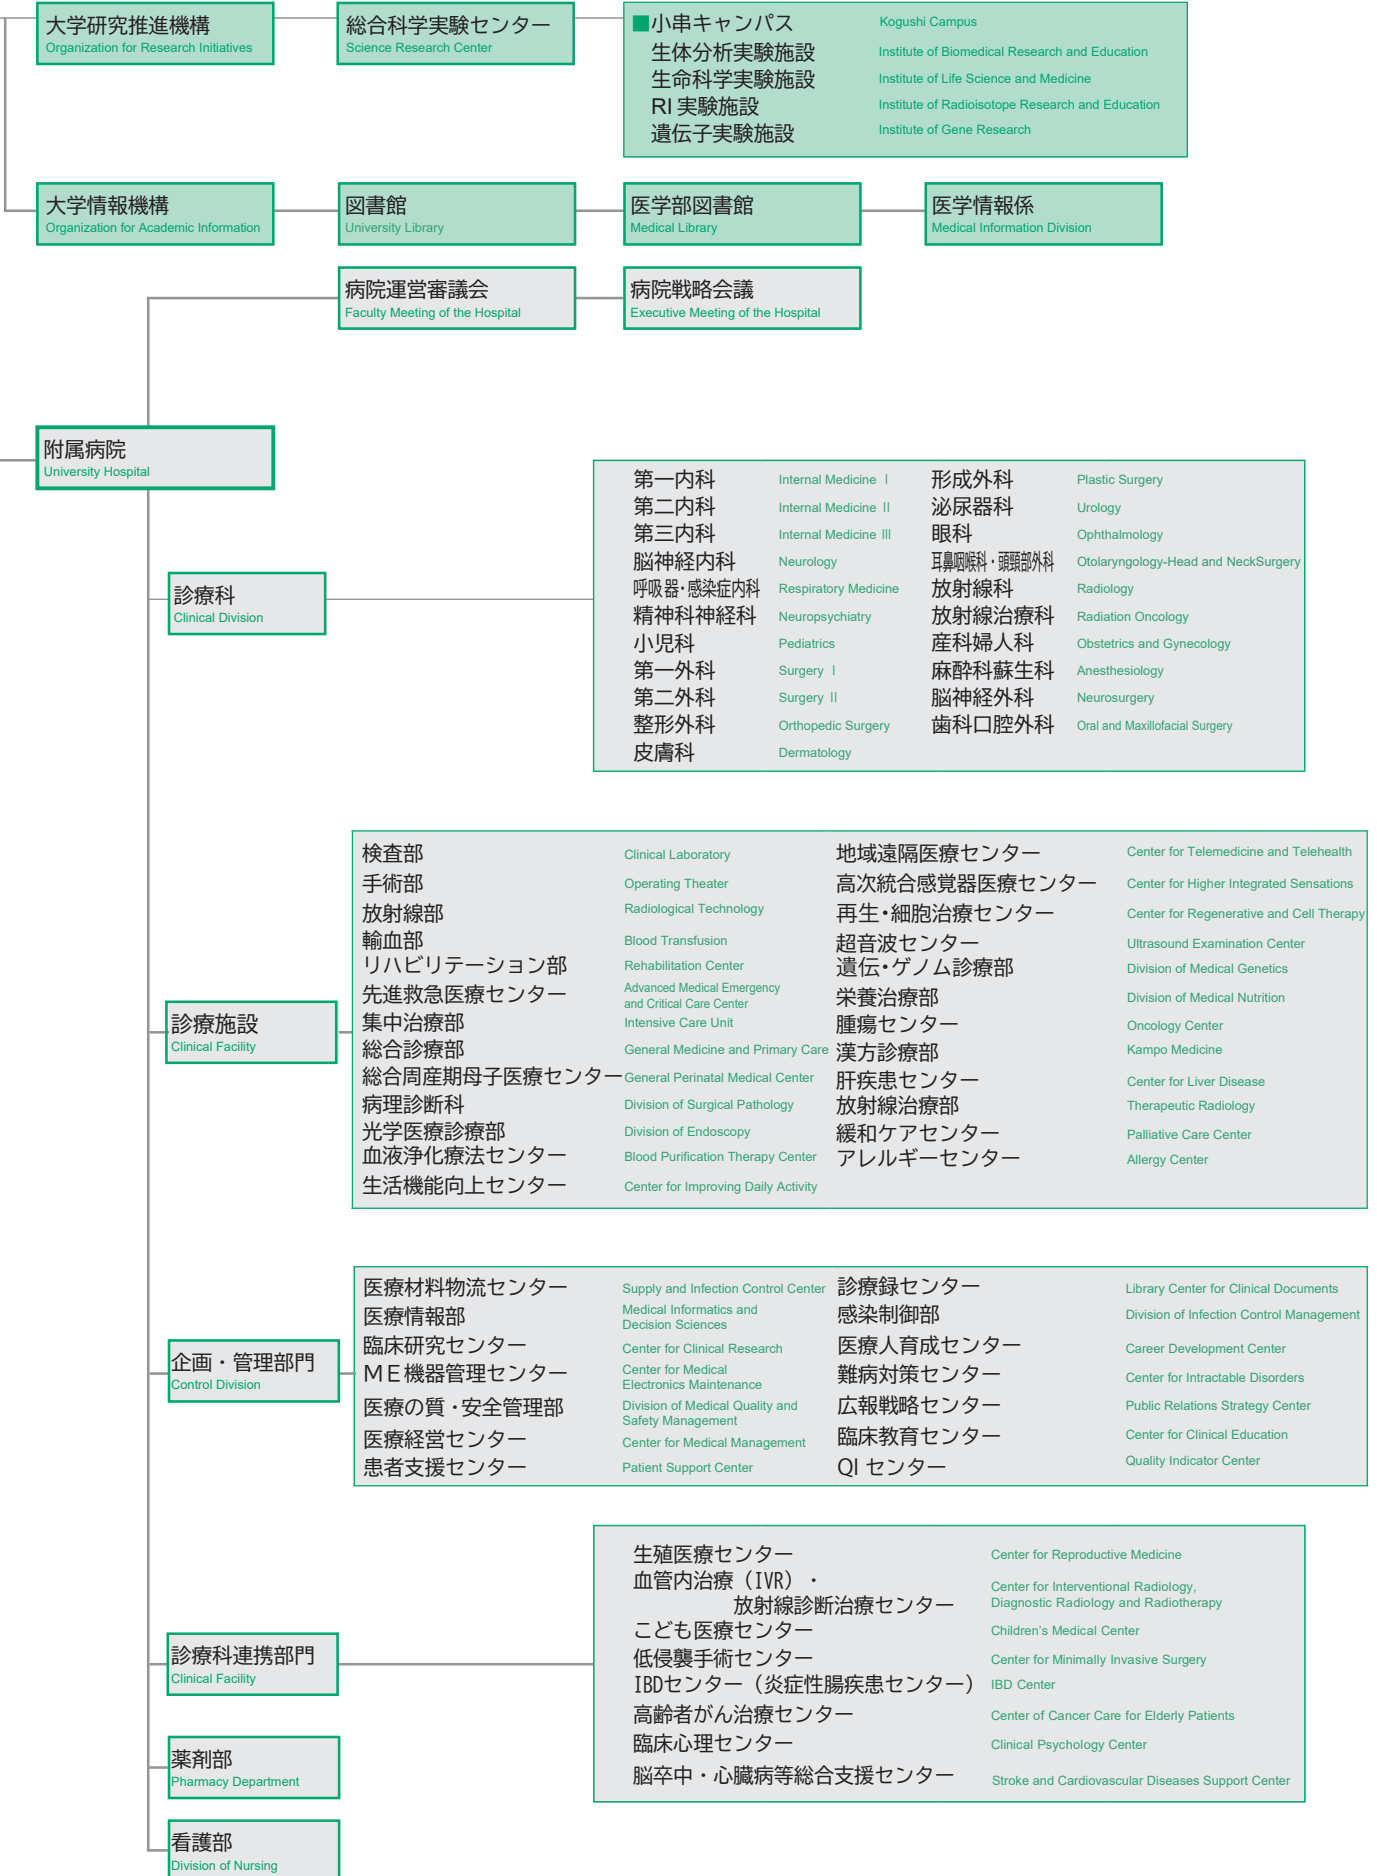 大学研究推進機構
Organization for Research Initiatives
総合科学実験センター
Science Research Center
■小串キャンパス Kogushi Campus
生体分析実験施設 Institute of Biomedical Research and Education
生命科学実験施設 Institute of Life Science and Medicine
RI 実験施設 Institute of Radioisotope Research and Education
遺伝子実験施設 Institute of Gene Research
大学情報機構
Organization for Academic Information
図書館
University Library
医学部図書館
Medical Library
医学情報係
Medical Information Division
病院運営審議会
Faculty Meeting of the Hospital
病院戦略会議
Executive Meeting of the Hospital
附属病院
University Hospital
診療科
Clinical Division
第一内科 Internal Medicine Ⅰ
第二内科 Internal Medicine Ⅱ
第三内科 Internal Medicine Ⅲ
脳神経内科 Neurology
呼吸器・感染症内科 Respiratory Medicine
精神科神経科 Neuropsychiatry
小児科 Pediatrics
第一外科 Surgery Ⅰ
第二外科 Surgery Ⅱ
整形外科 Orthopedic Surgery
皮膚科 Dermatology
形成外科 Plastic Surgery
泌尿器科 Urology
眼科 Ophthalmology
耳鼻咽喉科・頭頸部外科 Otolaryngology-Head and NeckSurgery
放射線科 Radiology
放射線治療科 Radiation Oncology
産科婦人科 Obstetrics and Gynecology
麻酔科蘇生科 Anesthesiology
脳神経外科 Neurosurgery
歯科口腔外科 Oral and Maxillofacial Surgery
診療施設
Clinical Facility
検査部 Clinical Laboratory
手術部 Operating Theater
放射線部 Radiological Technology
輸血部 Blood Transfusion
リハビリテーション部 Rehabilitation Center
先進救急医療センター Advanced Medical Emergency
and Critical Care Center
集中治療部 Intensive Care Unit
総合診療部 General Medicine and Primary Care
総合周産期母子医療センター General Perinatal Medical Center
病理診断科 Division of Surgical Pathology
光学医療診療部 Division of Endoscopy
血液浄化療法センター Blood Purification Therapy Center
生活機能向上センター Center for Improving Daily Activity
地域遠隔医療センター Center for Telemedicine and Telehealth
高次統合感覚器医療センター Center for Higher Integrated Sensations
再生・細胞治療センター Center for Regenerative and Cell Therapy
超音波センター Ultrasound Examination Center
遺伝・ゲノム診療部 Division of Medical Genetics
栄養治療部 Division of Medical Nutrition
腫瘍センター Oncology Center
漢方診療部 Kampo Medicine
肝疾患センター Center for Liver Disease
放射線治療部 Therapeutic Radiology
緩和ケアセンター Palliative Care Center
アレルギーセンター Allergy Center
企画・管理部門
Control Division
医療材料物流センター Supply and Infection Control Center
医療情報部 Medical Informatics and
Decision Sciences
臨床研究センター Center for Clinical Research
ＭＥ機器管理センター Center for Medical
Electronics Maintenance
医療の質・安全管理部 Division of Medical Quality and
Safety Management
医療経営センター Center for Medical Management
患者支援センター Patient Support Center
診療録センター Library Center for Clinical Documents
感染制御部 Division of Infection Control Management
医療人育成センター Career Development Center
難病対策センター Center for Intractable Disorders
広報戦略センター Public Relations Strategy Center
臨床教育センター Center for Clinical Education
QI センター Quality Indicator Center
診療科連携部門
Clinical Facility
生殖医療センター Center for Reproductive Medicine
血管内治療（IVR）・ Center for Interventional Radiology,
放射線診断治療センター Diagnostic Radiology and Radiotherapy
こども医療センター Children's Medical Center
低侵襲手術センター Center for Minimally Invasive Surgery
IBDセンター（炎症性腸疾患センター） IBD Center
高齢者がん治療センター Center of Cancer Care for Elderly Patients
臨床心理センター Clinical Psychology Center
脳卒中・心臓病等総合支援センター Stroke and Cardiovascular Diseases Support Center
薬剤部
Pharmacy Department
看護部
Division of Nursing